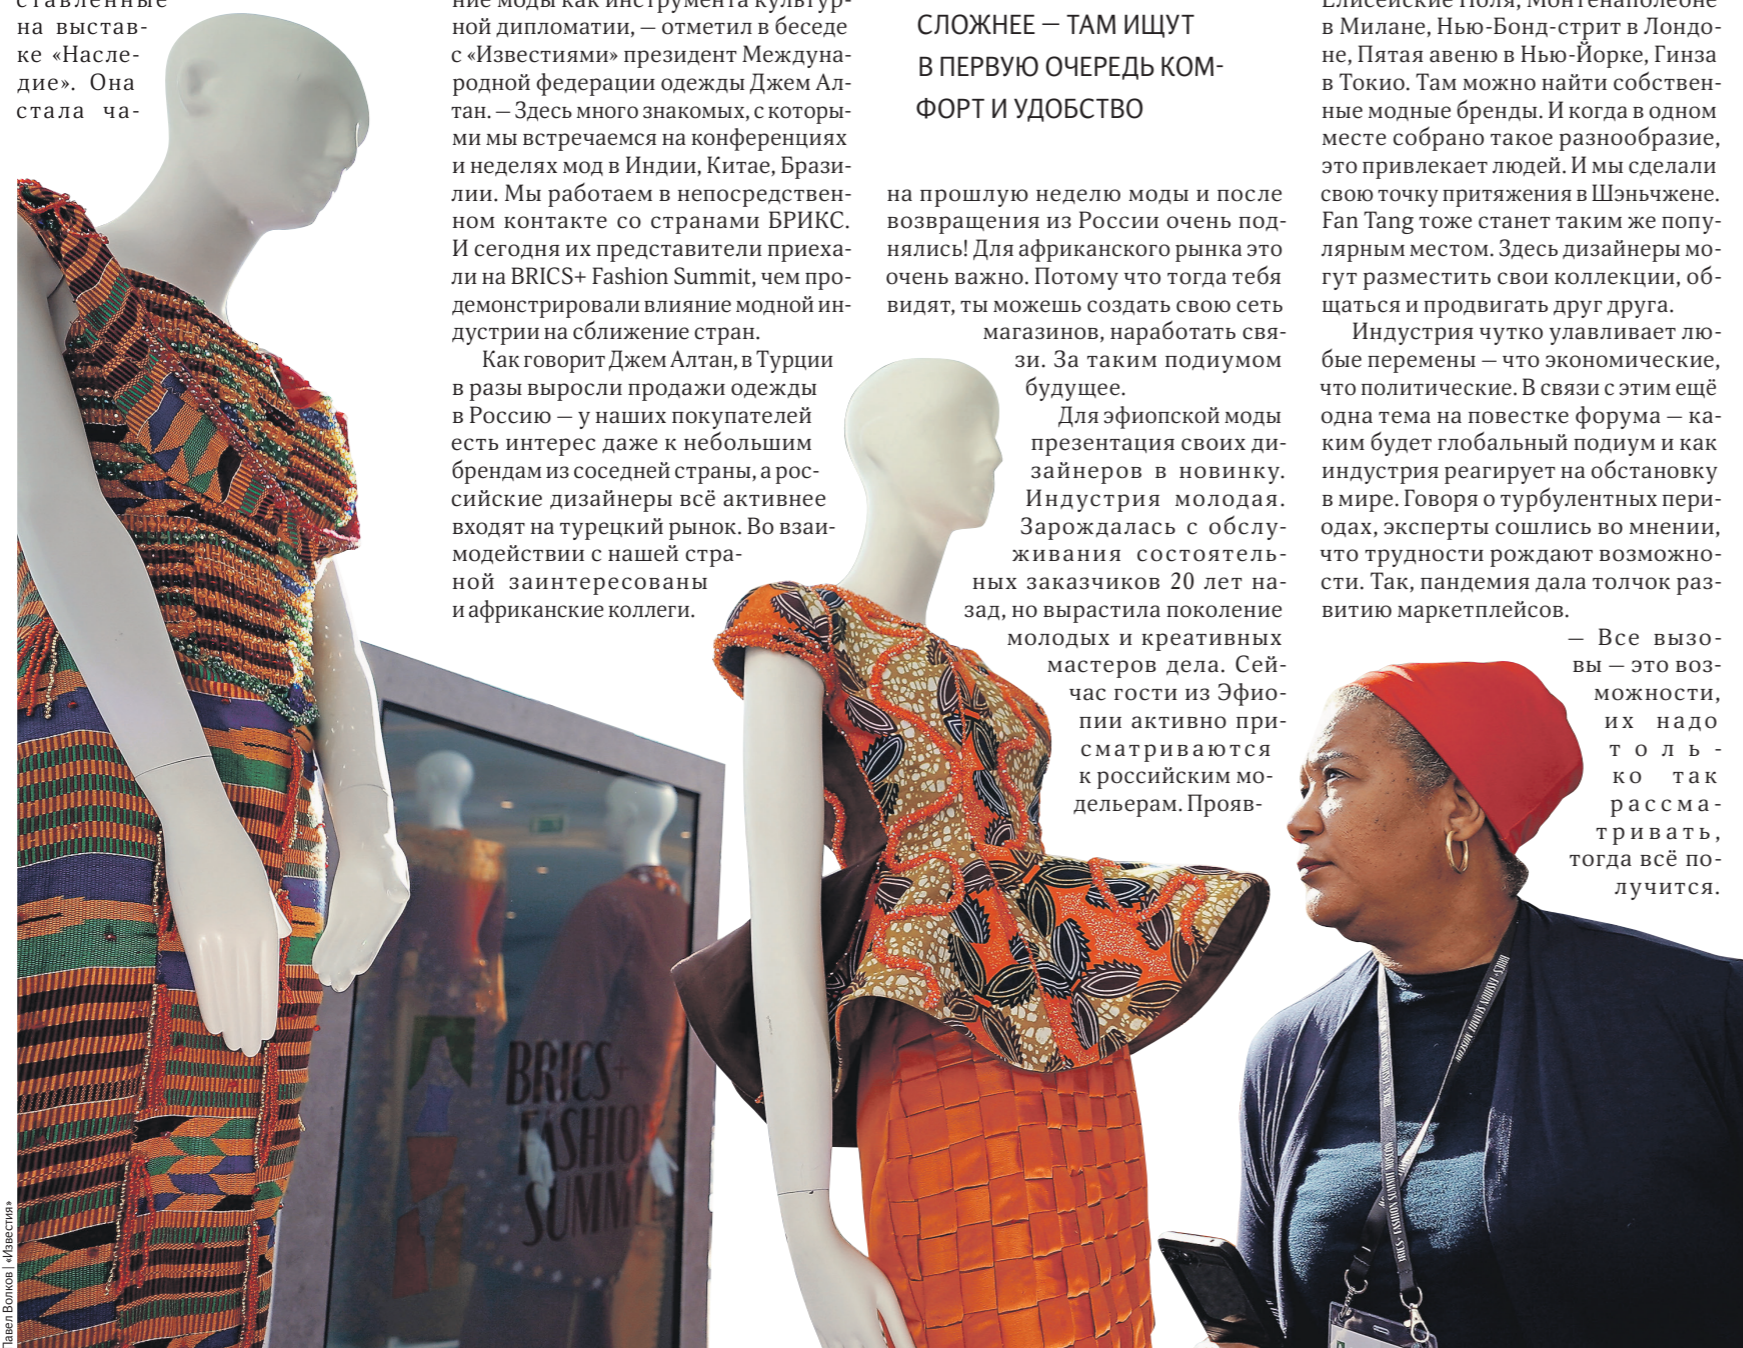 ставленные
на выстав-
ке «Насле-
дие». Она
стала ча-
ние моды как инструмента культур-
ной дипломатии, — отметил в беседе
с «Известиями» президент Междуна-
родной федерации одежды Джем Ал-
тан. — Здесь много знакомых, с которы-
ми мы встречаемся на конференциях
и неделях мод в Индии, Китае, Брази-
лии. Мы работаем в непосредствен-
ном контакте со странами БРИКС.
И сегодня их представители приеха-
ли на BRICS+ Fashion Summit, чем про-
демонстрировали влияние модной ин-
дустрии на сближение стран.
Как говорит Джем Алтан, в Турции
в разы выросли продажи одежды
в Россию — у наших покупателей
есть интерес даже к небольшим
брендам из соседней страны, а рос-
сийские дизайнеры всё активнее
входят на турецкий рынок. Во взаи-
модействии с нашей стра-
ной заинтересованы
и африканские коллеги.
СЛОЖНЕЕ — ТАМ ИЩУТ
В ПЕРВУЮ ОЧЕРЕДЬ КОМ-
ФОРТ И УДОБСТВО
на прошлую неделю моды и после
возвращения из России очень под-
нялись! Для африканского рынка это
очень важно. Потому что тогда тебя
видят, ты можешь создать свою сеть
магазинов, наработать свя-
зи. За таким подиумом
будущее.
Для эфиопской моды
презентация своих ди-
зайнеров в новинку.
Индустрия молодая.
Зарождалась с обслу-
живания состоятель-
ных заказчиков 20 лет на-
зад, но вырастила поколение
молодых и креативных
мастеров дела. Сей-
час гости из Эфио-
пии активно при-
сматриваются
к российским мо-
дельерам. Прояв-
Елисейские Поля, Монтенаполеоне
в Милане, Нью-Бонд-стрит в Лондо-
не, Пятая авеню в Нью-Йорке, Гинза
в Токио. Там можно найти собствен-
ные модные бренды. И когда в одном
месте собрано такое разнообразие,
это привлекает людей. И мы сделали
свою точку притяжения в Шэньчжене.
Fan Tang тоже станет таким же попу-
лярным местом. Здесь дизайнеры мо-
гут разместить свои коллекции, об-
щаться и продвигать друг друга.
Индустрия чутко улавливает лю-
бые перемены — что экономические,
что политические. В связи с этим ещё
одна тема на повестке форума — ка-
ким будет глобальный подиум и как
индустрия реагирует на обстановку
в мире. Говоря о турбулентных пери-
одах, эксперты сошлись во мнении,
что трудности рождают возможно-
сти. Так, пандемия дала толчок раз-
витию маркетплейсов.
— Все вызо-
вы — это воз-
можности,
их надо
толь-
ко так
рассма-
тривать,
тогда всё по-
лучится.
BRICS+
FASHION
SUMMIT
BRICS+ FASHION SUMMIT MOSCOW
Павел Волков | «Известия»